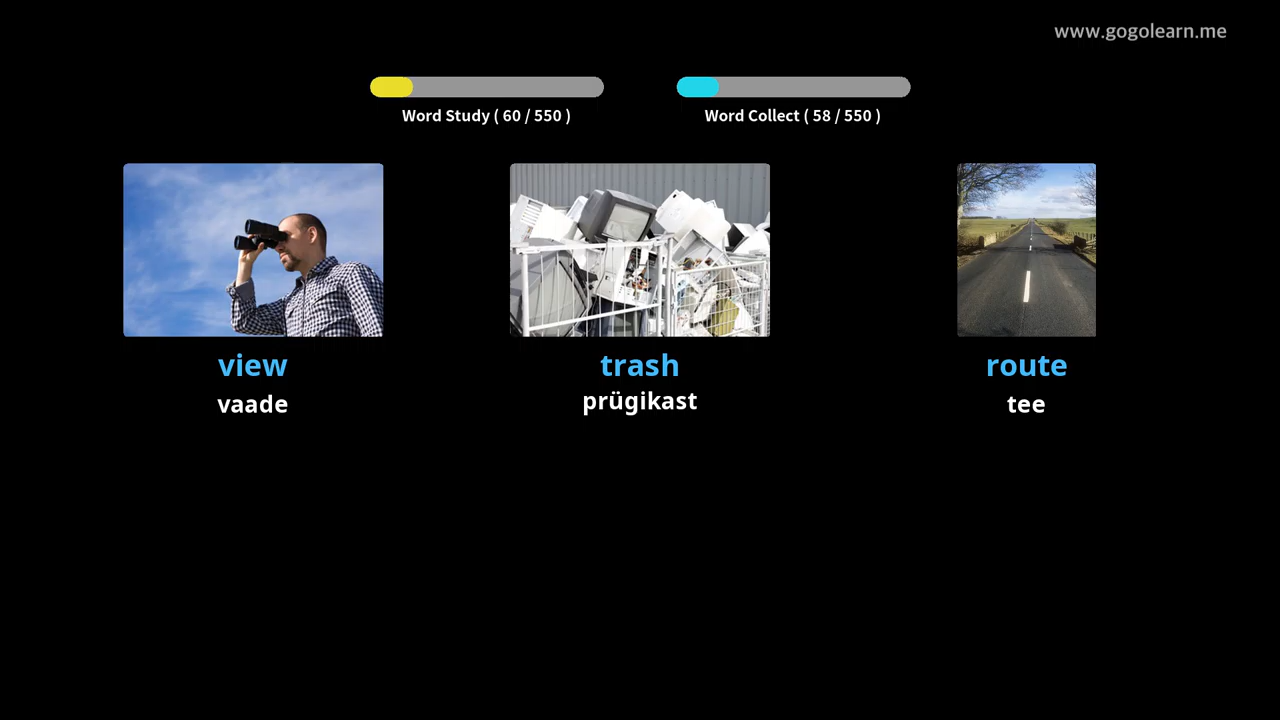 www.gogolearn.me
Word Study ( 60 / 550 )
Word Collect ( 58 / 550 )
view
trash
route
vaade
prügikast
tee